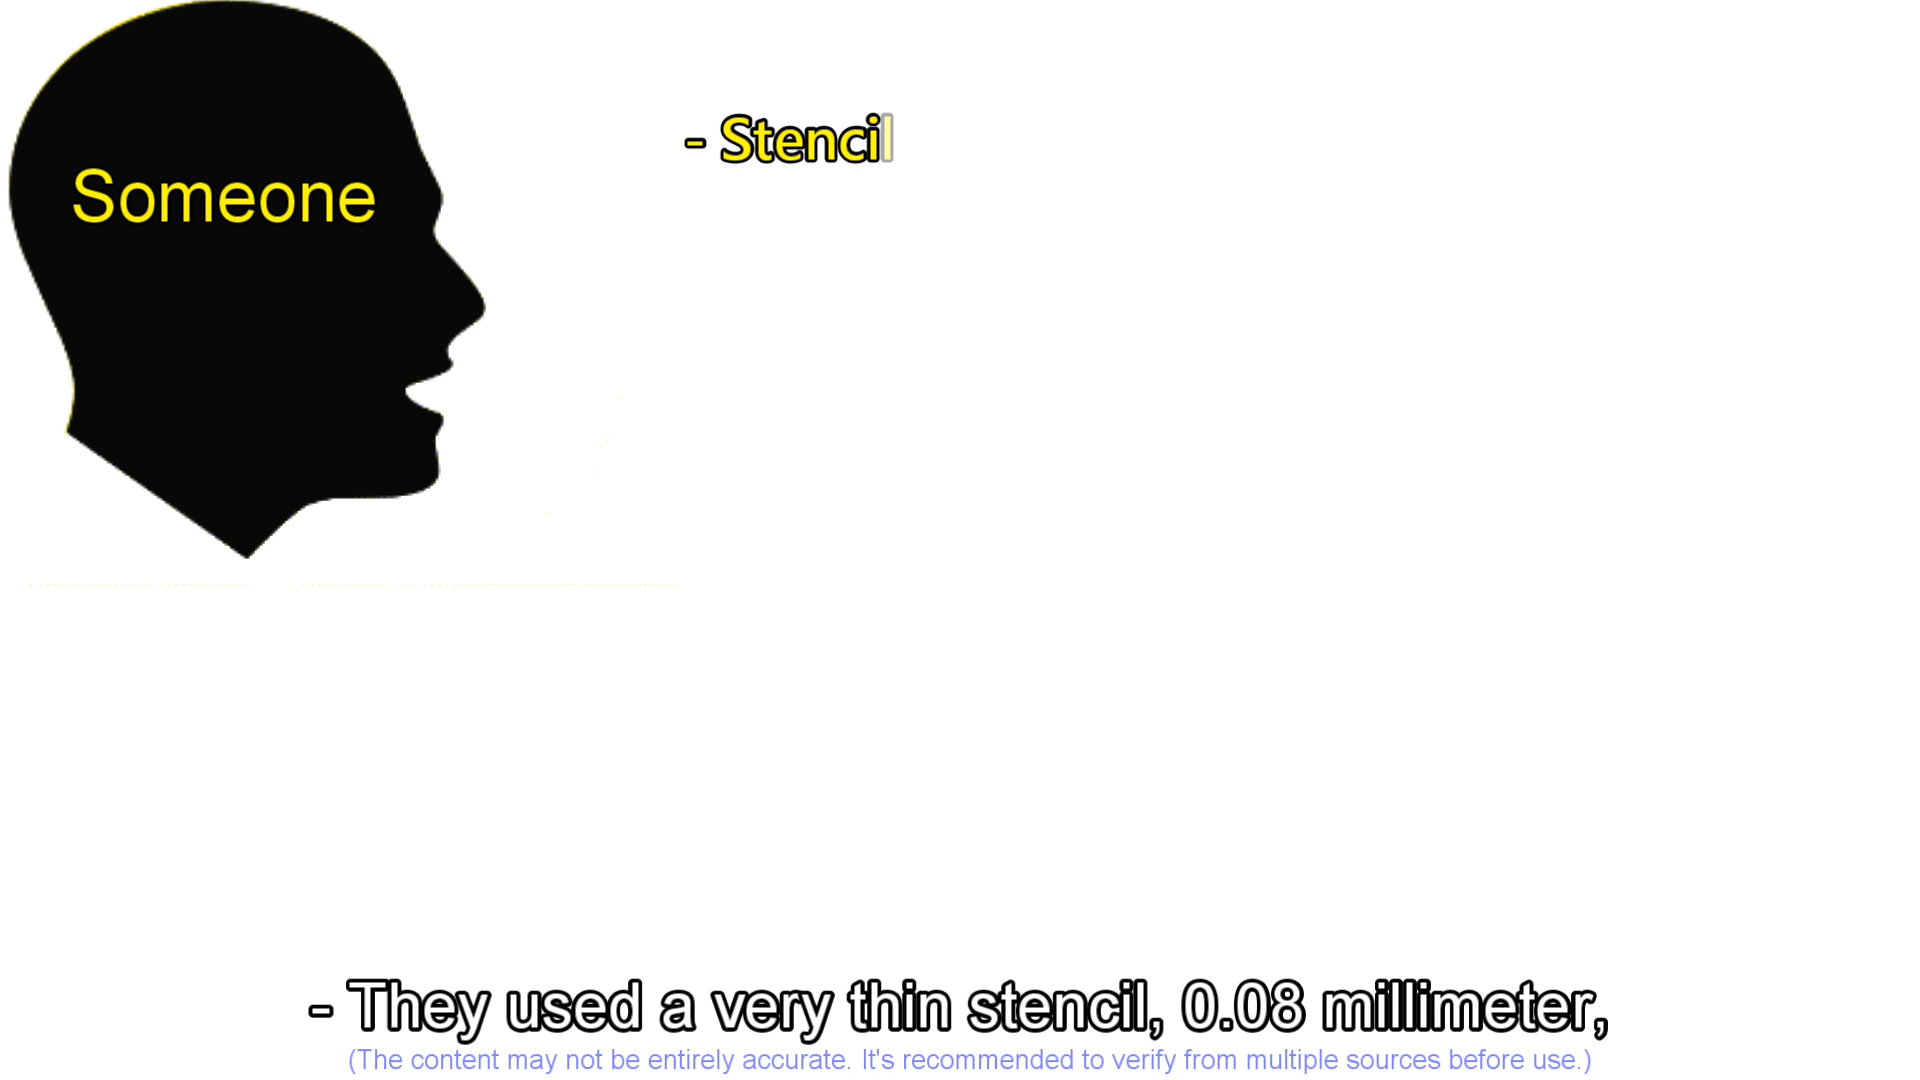 - Stencil
Someone
- They used a very thin stencil, 0.08 millimeter,
(The content may not be entirely accurate. It's recommended to verify from multiple sources before use.)